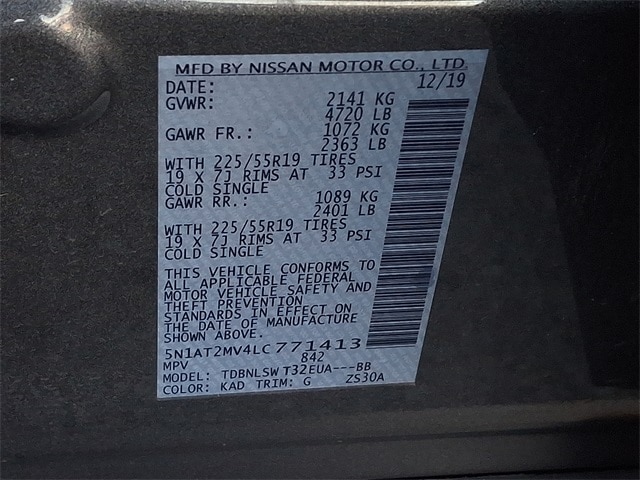 MFD BY NISSAN MOTOR CO., LTD.
DATE: 12/19
GVWR: 2141 KG
4720 LB
GAWR FR.: 1072 KG
2363 LB
WITH 225/55R19 TIRES
19 X 7J RIMS AT 33 PSI
COLD SINGLE
GAWR RR.: 1089 KG
2401 LB
WITH 225/55R19 TIRES
19 X 7J RIMS AT 33 PSI
COLD SINGLE
THIS VEHICLE CONFORMS TO
ALL APPLICABLE FEDERAL
MOTOR VEHICLE SAFETY AND
THEFT PREVENTION
STANDARDS IN EFFECT ON
THE DATE OF MANUFACTURE
SHOWN ABOVE.
5N1AT2MV4LC771413
MPV 842
MODEL: TDBNLSW T32EUA---BB
COLOR: KAD TRIM: G ZS30A